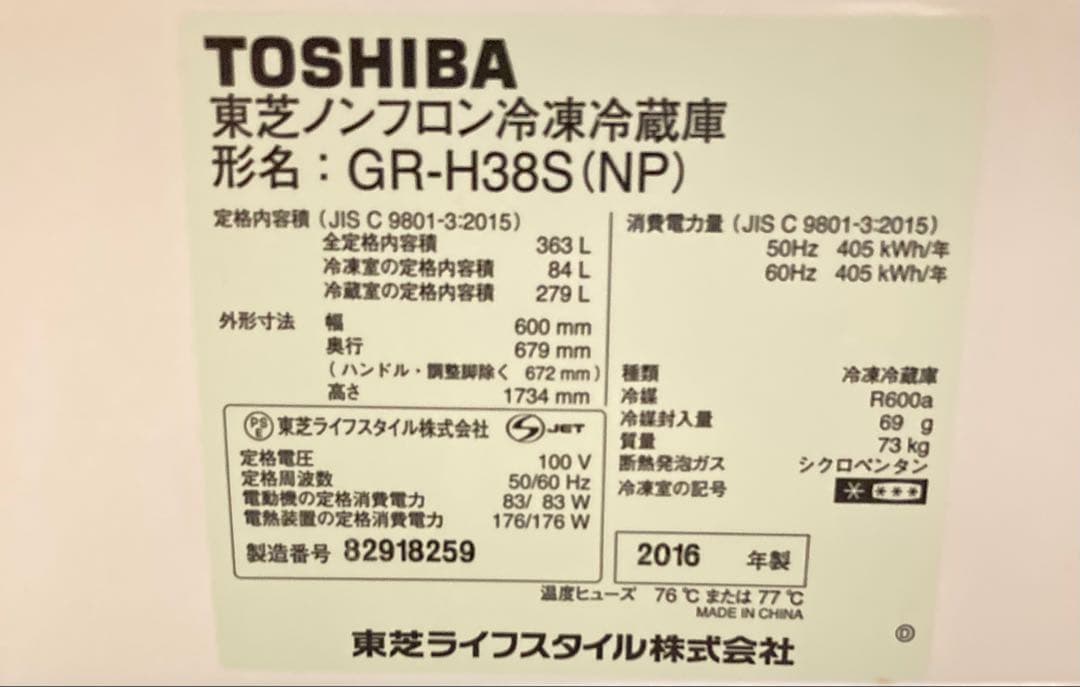 TOSHIBA
東芝ノンフロン冷凍冷蔵庫
形名：GR-H38S(NP)
定格内容積 (JIS C 9801-3:2015)
全定格内容積 363 L
冷凍室の定格内容積 84 L
冷蔵室の定格内容積 279 L
外形寸法 幅 600 mm
奥行 679 mm
(ハンドル・調整脚除く 672 mm)
高さ 1734 mm
PS
E
東芝ライフスタイル株式会社 S JET
定格電圧 100 V
定格周波数 50/60 Hz
電動機の定格消費電力 83/ 83 W
電熱装置の定格消費電力 176/176 W
製造番号 82918259
消費電力量 (JIS C 9801-3:2015)
50Hz 405 kWh/年
60Hz 405 kWh/年
種類 冷凍冷蔵庫
冷媒 R600a
冷媒封入量 69 g
質量 73 kg
断熱発泡ガス シクロペンタン
冷凍室の記号 * ***
2016 年製
温度ヒューズ 76 ℃ または 77 ℃
MADE IN CHINA
東芝ライフスタイル株式会社
D